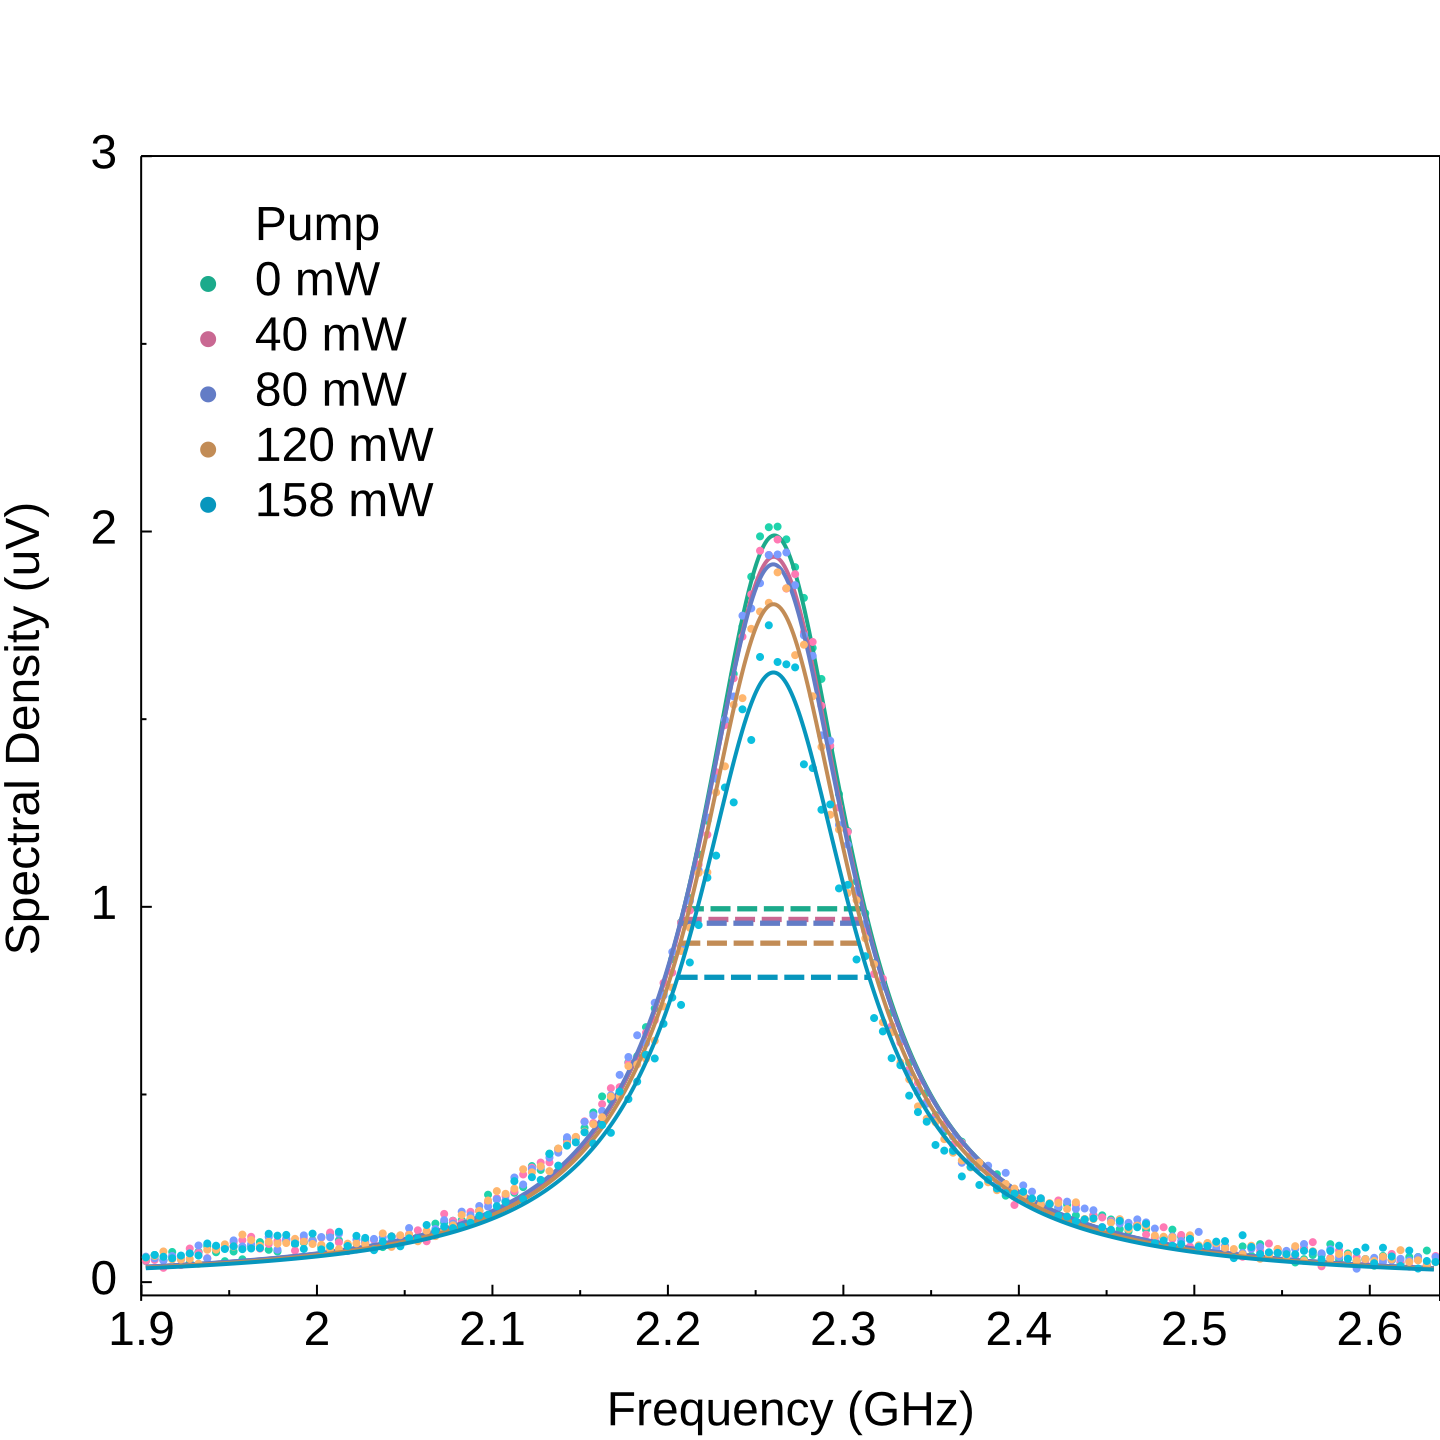 3
Pump
0 mW
40 mW
80 mW
120 mW
158 mW
2
1
0
Spectral Density (uV)
1.9 2 2.1 2.2 2.3 2.4 2.5 2.6
Frequency (GHz)